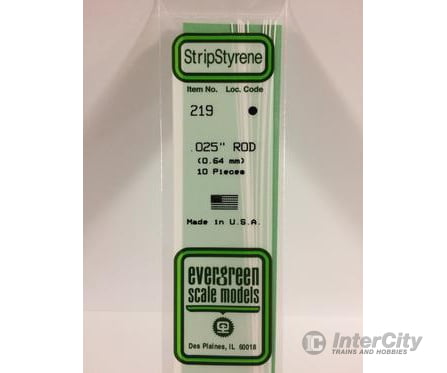 StripStyrene
Item No. Loc. Code
219
.025" ROD
(0.64 mm)
10 Pieces
Made in U.S.A.
evergreen
scale models
Des Plaines, IL 60018
IC InterCity
TRAINS AND HOBBIES